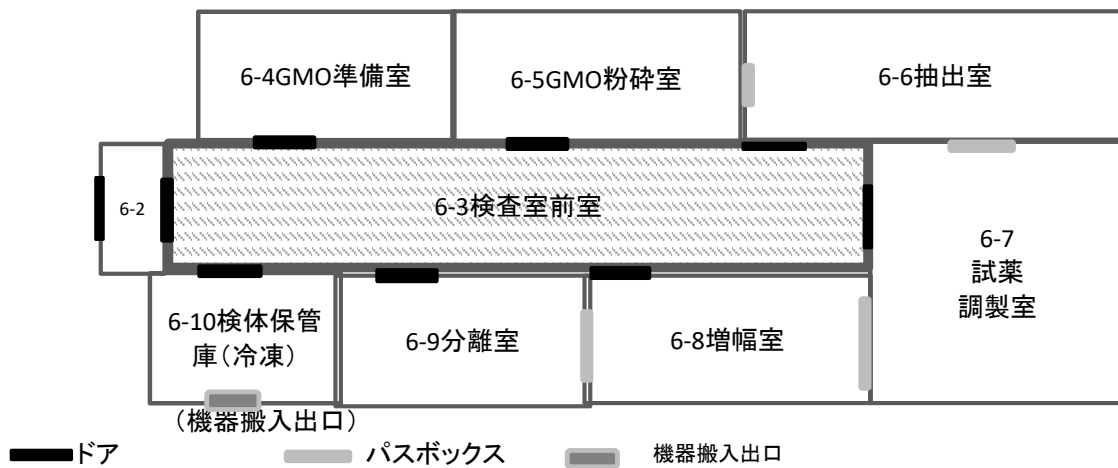 6-4GMO準備室
6-5GMO粉砕室
6-6抽出室
6-2
6-3検査室前室
6-7
試薬
調製室
6-10検体保管
庫(冷凍)
6-9分離室
6-8増幅室
(機器搬入出口)
ドア
パスボックス
機器搬入出口